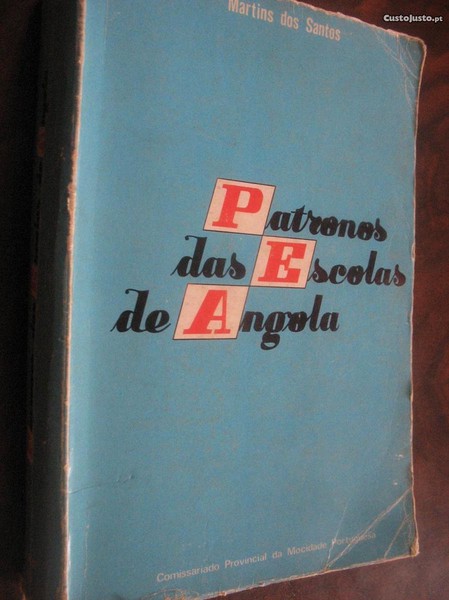 CustoJusto.pt
Martins dos Santos
Patronos
das Escolas
de Angola
Comissariado Provincial da Mocidade Portuguesa